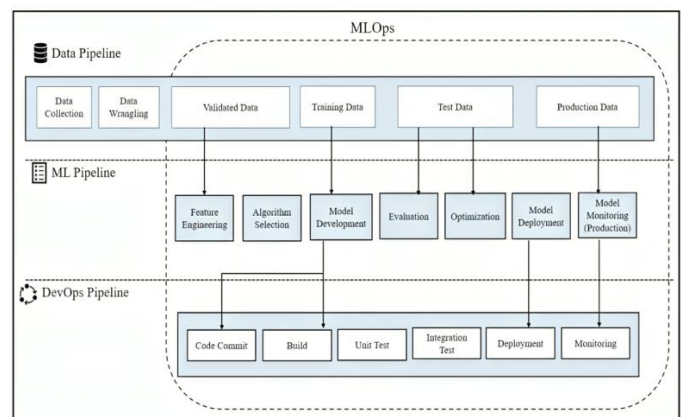 MLOps
Data Pipeline
Data
Collection
Data
Wrangling
Validated Data
Training Data
Test Data
Production Data
ML Pipeline
Feature
Engineering
Algorithm
Selection
Model
Development
Evaluation
Optimization
Model
Deployment
Model
Monitoring
(Production)
DevOps Pipeline
Code Commit
Build
Unit Test
Integration
Test
Deployment
Monitoring